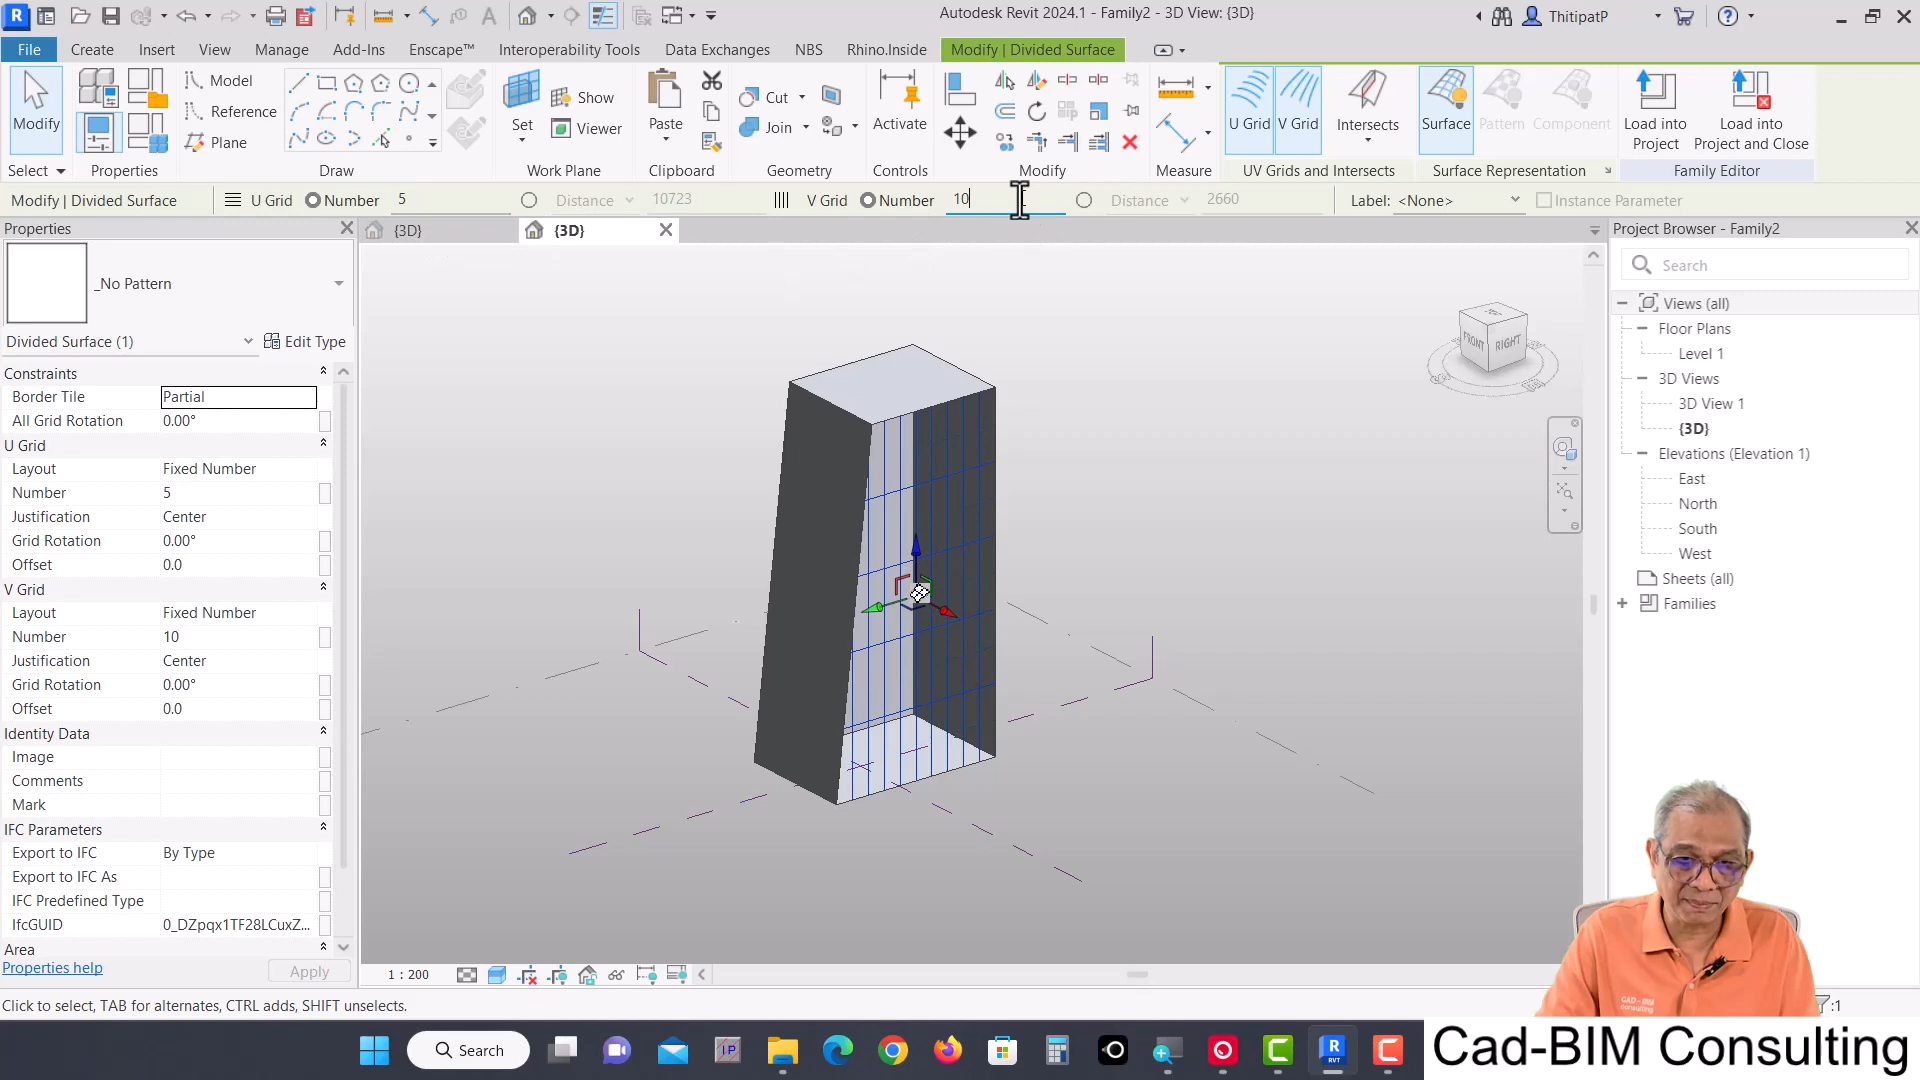 Autodesk Revit 2024.1 - Family2 - 3D View: {3D}
ThitipatP
File Create Insert View Manage Add-Ins Enscape™ Interoperability Tools Data Exchanges NBS Rhino.Inside Modify | Divided Surface
Modify
Select
Properties
Model
Reference
Plane
Draw
Set
Show
Viewer
Work Plane
Paste
Clipboard
Cut
Join
Geometry
Activate
Controls
Modify
Measure
U Grid V Grid Intersects
UV Grids and Intersects
Surface Pattern Component
Surface Representation
Load into Project
Load into Project and Close
Family Editor
Modify | Divided Surface U Grid Number 5 Distance 10723 V Grid Number 10 Distance 2660 Label: <None> Instance Parameter
Properties
_No Pattern
Divided Surface (1) Edit Type
Constraints
Border Tile Partial
All Grid Rotation 0.00°
U Grid
Layout Fixed Number
Number 5
Justification Center
Grid Rotation 0.00°
Offset 0.0
V Grid
Layout Fixed Number
Number 10
Justification Center
Grid Rotation 0.00°
Offset 0.0
Identity Data
Image
Comments
Mark
IFC Parameters
Export to IFC By Type
Export to IFC As
IFC Predefined Type
IfcGUID 0_DZpqx1TF28LCuxZ...
Area
Properties help Apply
{3D} {3D}
FRONT RIGHT
1 : 200
Project Browser - Family2
Search
Views (all)
Floor Plans
Level 1
3D Views
3D View 1
{3D}
Elevations (Elevation 1)
East
North
South
West
Sheets (all)
Families
Click to select, TAB for alternates, CTRL adds, SHIFT unselects.
:1
CAD - BIM
consulting
Search
Cad-BIM Consulting